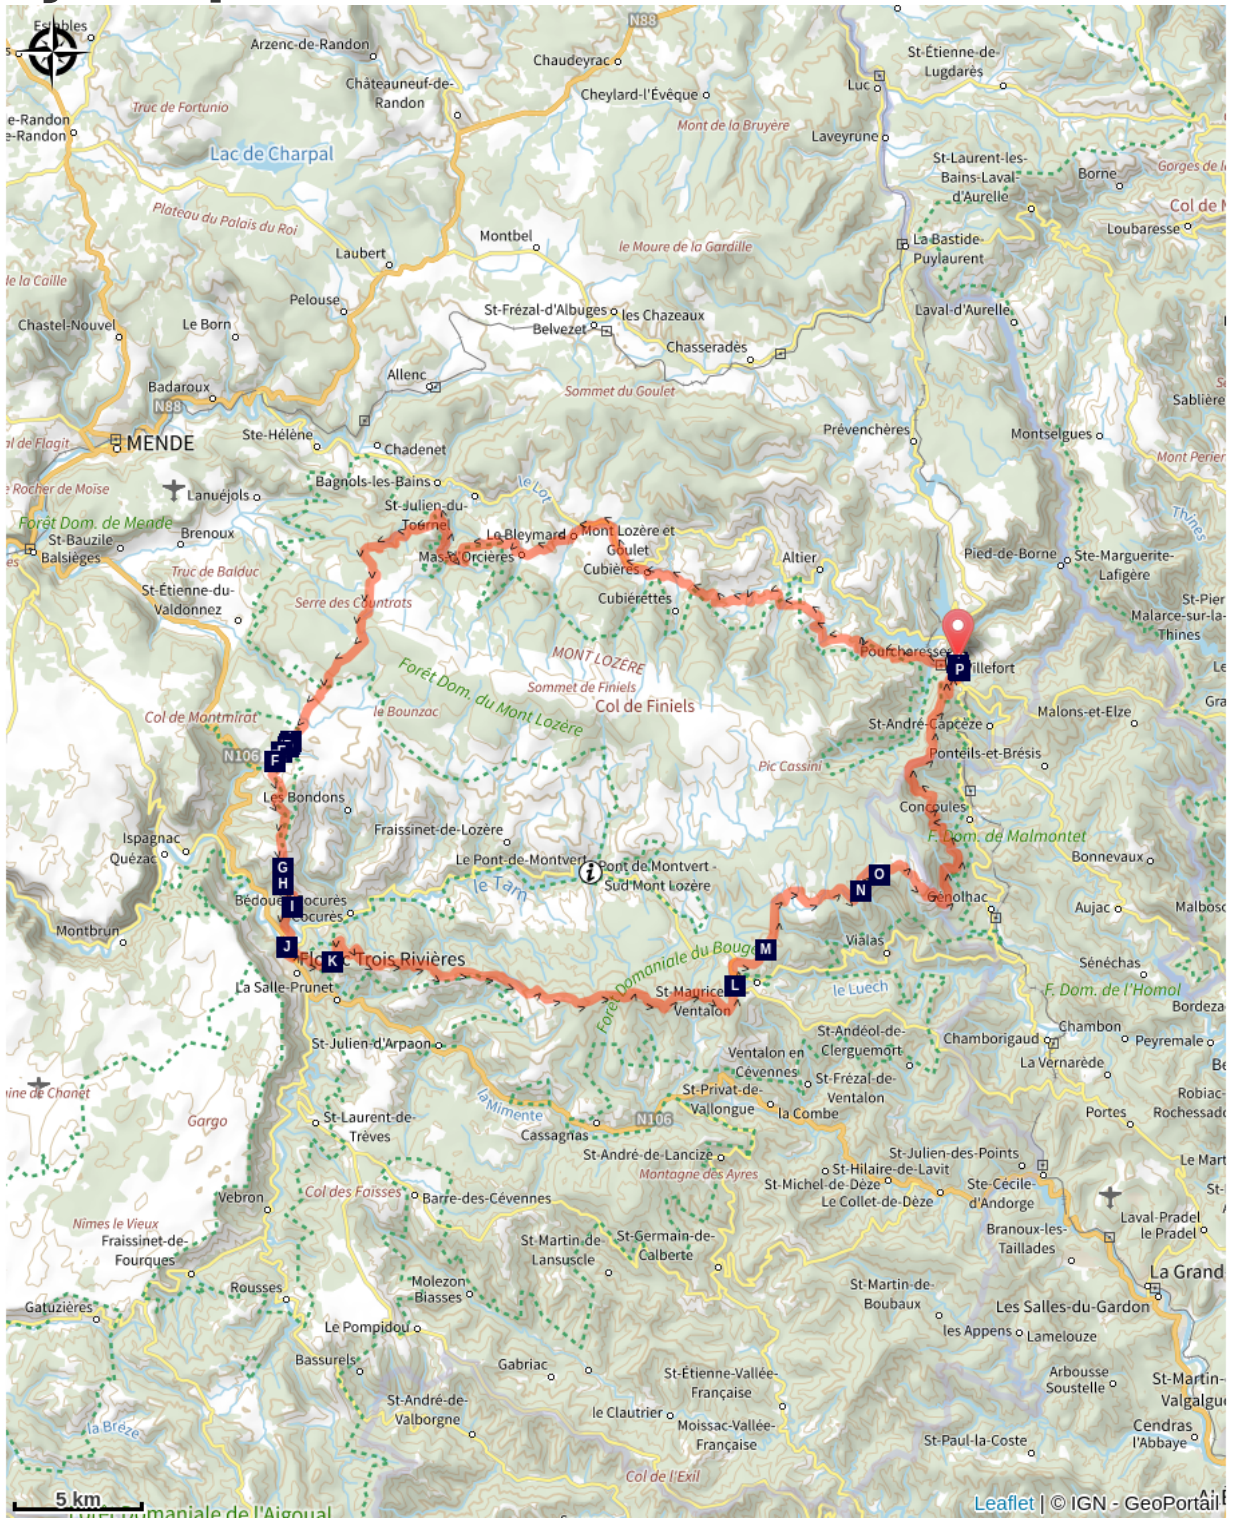 Estables
N88
Arzenc-de-Randon
St-Étienne-de-
Lugdarès
Chaudeyrac
Châteauneuf-de-
Randon
Luc
Cheylard-l'Évêque
Truc de Fortunio
e-Randon
e-Randon
Mont de la Bruyère
Laveyrune
Lac de Charpal
St-Laurent-les-
Bains-Laval-
d'Aurelle
Borne
Gorges de l
Col de
Plateau du Palais du Roi
Loubaresse
Montbel
le Moure de la Gardille
La Bastide-
Puylaurent
Laubert
de la Caille
Pelouse
St-Frézal-d'Albuges
les Chazeaux
Belvezet
Laval-d'Aurelle
Chastel-Nouvel
Le Born
Chasseradès
Allenc
Badaroux
N88
Sommet du Goulet
Sablière
al de Flagit
MENDE
Ste-Hélène
Chadenet
Prévenchères
Montselgues
Mont Perier
le Rocher de Moïse
Lanuéjols
Bagnols-les-Bains
le Lot
St-Julien-du-
Tournel
Thines
Forêt Dom. de Mende
St-Bauzile
Balsièges
Brenoux
Le Bleymard
Mont Lozère et
Goulet
Mas-d'Orcières
Cubières
Altier
Pied-de-Borne
Ste-Marguerite-
Lafigère
Truc de Balduc
St-Étienne-du-
Valdonnez
Serre des Countrats
Cubiérettes
St-Pier
Malarce-sur-la-
Thines
MONT LOZÈRE
Pourcharesses
P
Villefort
Forêt Dom. du Mont Lozère
Sommet de Finiels
Col de Finiels
le Bounzac
Col de Montmirat
St-André-Capcèze
Malons-et-Elze
N106
F
Ponteils-et-Brésis
Pic Cassini
Les Bondons
Concoules
Fraissinet-de-Lozère
F. Dom. de Malmontet
Ispagnac
Quézac
Le Pont-de-Montvert
Pont de Montvert -
Sud Mont Lozère
Bonnevaux
G
H
le Tarn
O
N
Génolhac
I
Cocurès
Aujac
Malbosc
Montbrun
J
K
Florac Trois Rivières
M
Vialas
Forêt Domaniale du Bougès
Sénéchas
La Salle-Prunet
L
St-Maurice-
Ventalon
le Luech
F. Dom. de l'Homol
Bordeza
St-Julien-d'Arpaon
St-Andéol-de-
Clerguemort
Chamborigaud
Chambon
Peyremale
Ventalon en
Cévennes
La Vernarède
St-Privat-de-
Vallongue
St-Frézal-de-
Ventalon
la Mimente
Robiac-
Rochessado
ine de Chanet
Gargo
St-Laurent-de-
Trèves
N106
la Combe
Portes
Cassagnas
St-André-de-Lancize
St-Julien-des-Points
Le Mart
Montagne des Ayres
St-Hilaire-de-Lavit
St-Michel-de-Dèze
Le Collet-de-Dèze
Ste-Cécile-
d'Andorge
Col des Faïsses
Vebron
Barre-des-Cévennes
Nîmes le Vieux
Fraissinet-de-
Fourques
St-Martin-de-
Lansuscle
St-Germain-de-
Calberte
Branoux-les-
Taillades
Laval-Pradel
le Pradel
Rousses
Molezon
Biasses
St-Martin-de-
Boubaux
La Grand
Gatuzières
Le Pompidou
Les Salles-du-Gardon
les Appens
Lamelouze
Bassurels
Gabriac
St-Étienne-Vallée-
Française
Arbousse
Soustelle
St-Martin-
Valgalgue
St-André-de-
Valborgne
le Clautrier
Moissac-Vallée-
Française
la Brèze
St-Paul-la-Coste
Cendras
l'Abbaye
Col de l'Exil
5 km
Forêt Domaniale de l'Aigoual
Leaflet | © IGN - GeoPortail